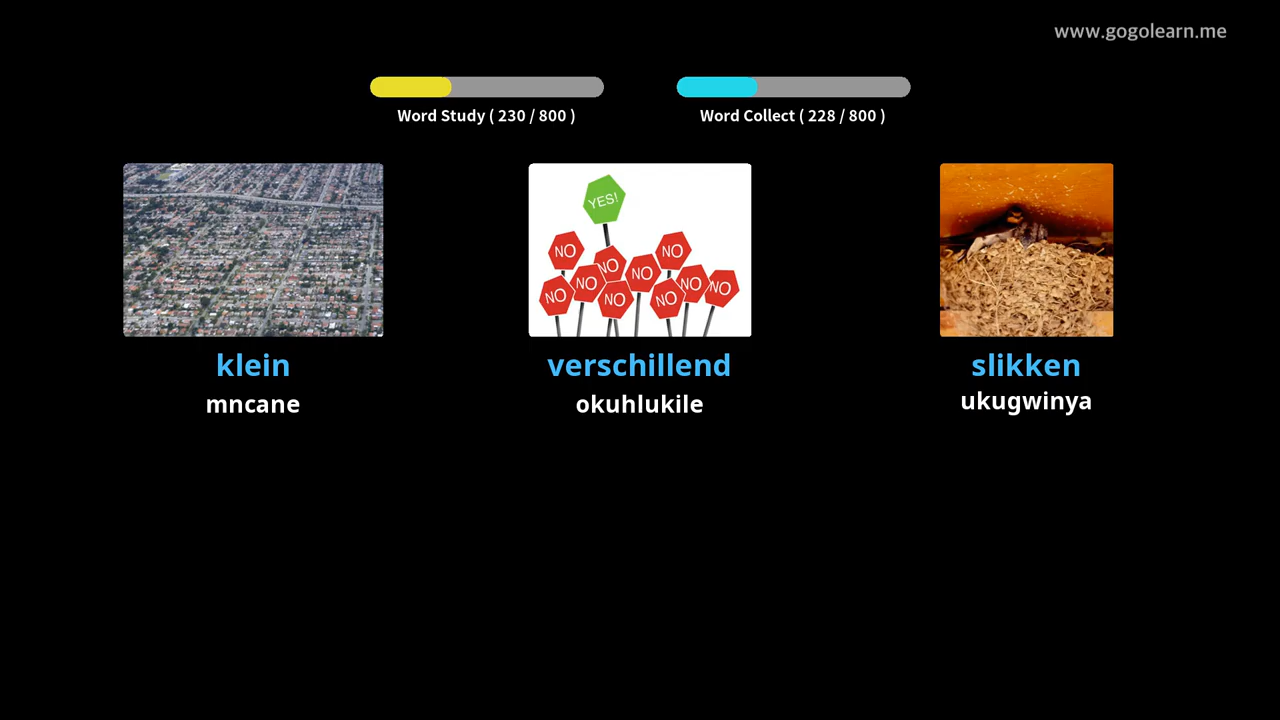 www.gogolearn.me
Word Study ( 230 / 800 )
Word Collect ( 228 / 800 )
YES!
NO
NO
NO
NO
NO
NO
NO
NO
NO
NO
klein
verschillend
slikken
mncane
okuhlukile
ukugwinya